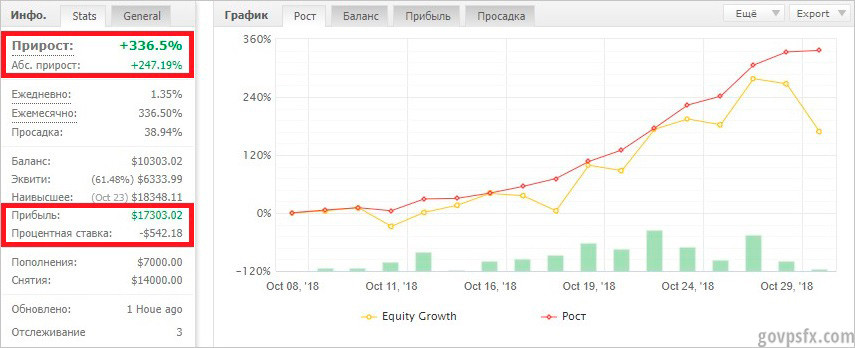 Инфо. Stats General
Прирост: +336.5%
Абс. прирост: +247.19%
Ежедневно: 1.35%
Ежемесячно: 336.50%
Просадка: 38.94%
Баланс: $10303.02
Эквити: (61.48%) $6333.99
Наивысшее: (Oct 23) $18348.11
Прибыль: $17303.02
Процентная ставка: -$542.18
Пополнения: $7000.00
Снятия: $14000.00
Обновлено: 1 Houe ago
Отслеживание 3
График Рост Баланс Прибыль Просадка Ещё Export
360%
240%
120%
0%
-120%
Oct 08, '18 Oct 11, '18 Oct 16, '18 Oct 19, '18 Oct 24, '18 Oct 29, '18
Equity Growth Рост
govpsfx.com